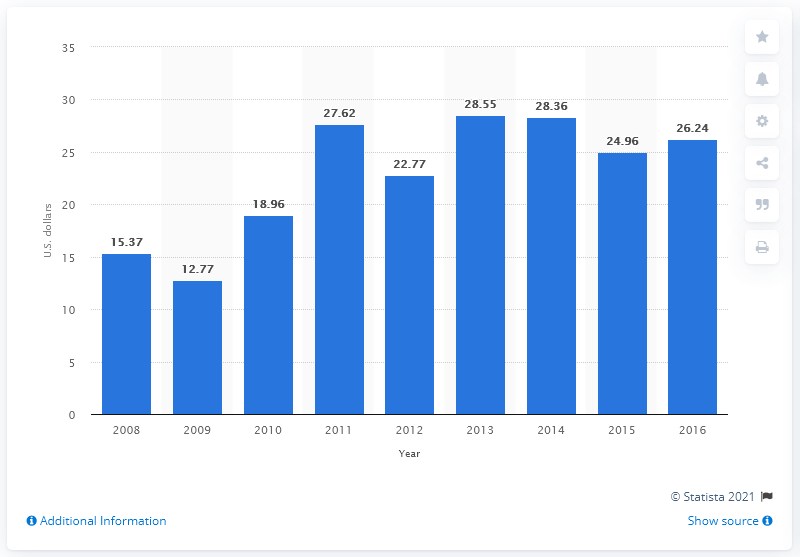 35
30
25
20
15
10
5
0
U.S. dollars
15.37
12.77
18.96
27.62
22.77
28.55
28.36
24.96
26.24
2008 2009 2010 2011 2012 2013 2014 2015 2016
Year
© Statista 2021
Additional Information
Show source